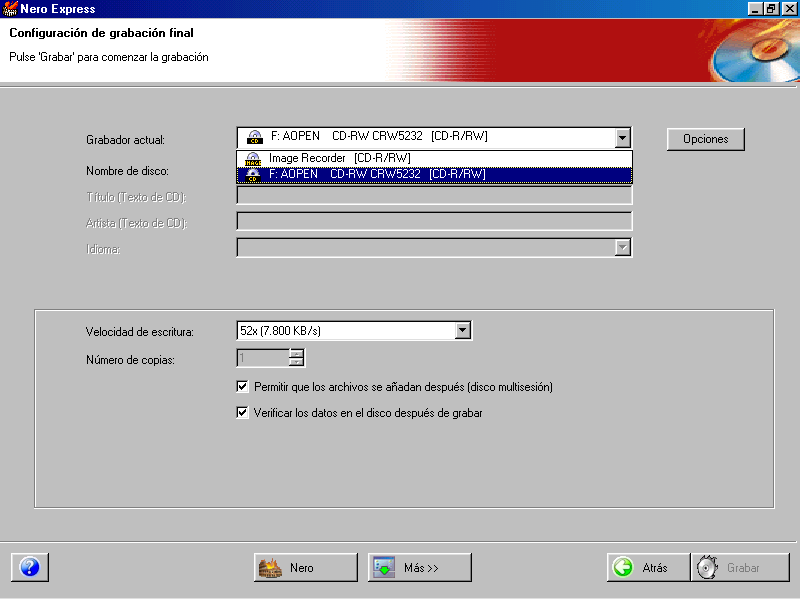 Nero Express
Configuración de grabación final
Pulse 'Grabar' para comenzar la grabación
Grabador actual:
F: AOPEN CD-RW CRW5232 [CD-R/RW]
Opciones
Image Recorder [CD-R/RW]
Nombre de disco:
F: AOPEN CD-RW CRW5232 [CD-R/RW]
Título (Texto de CD):
Artista (Texto de CD):
Idioma:
Velocidad de escritura:
52x (7.800 KB/s)
Número de copias:
1
Permitir que los archivos se añadan después (disco multisesión)
Verificar los datos en el disco después de grabar
?
Nero
Más >>
Atrás
Grabar